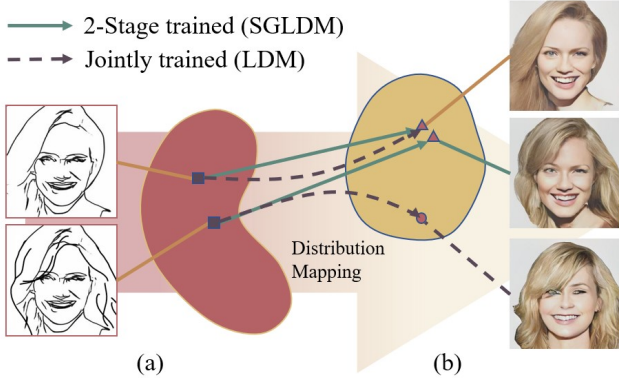 2-Stage trained (SGLDM)
Jointly trained (LDM)
Distribution
Mapping
(a)
(b)